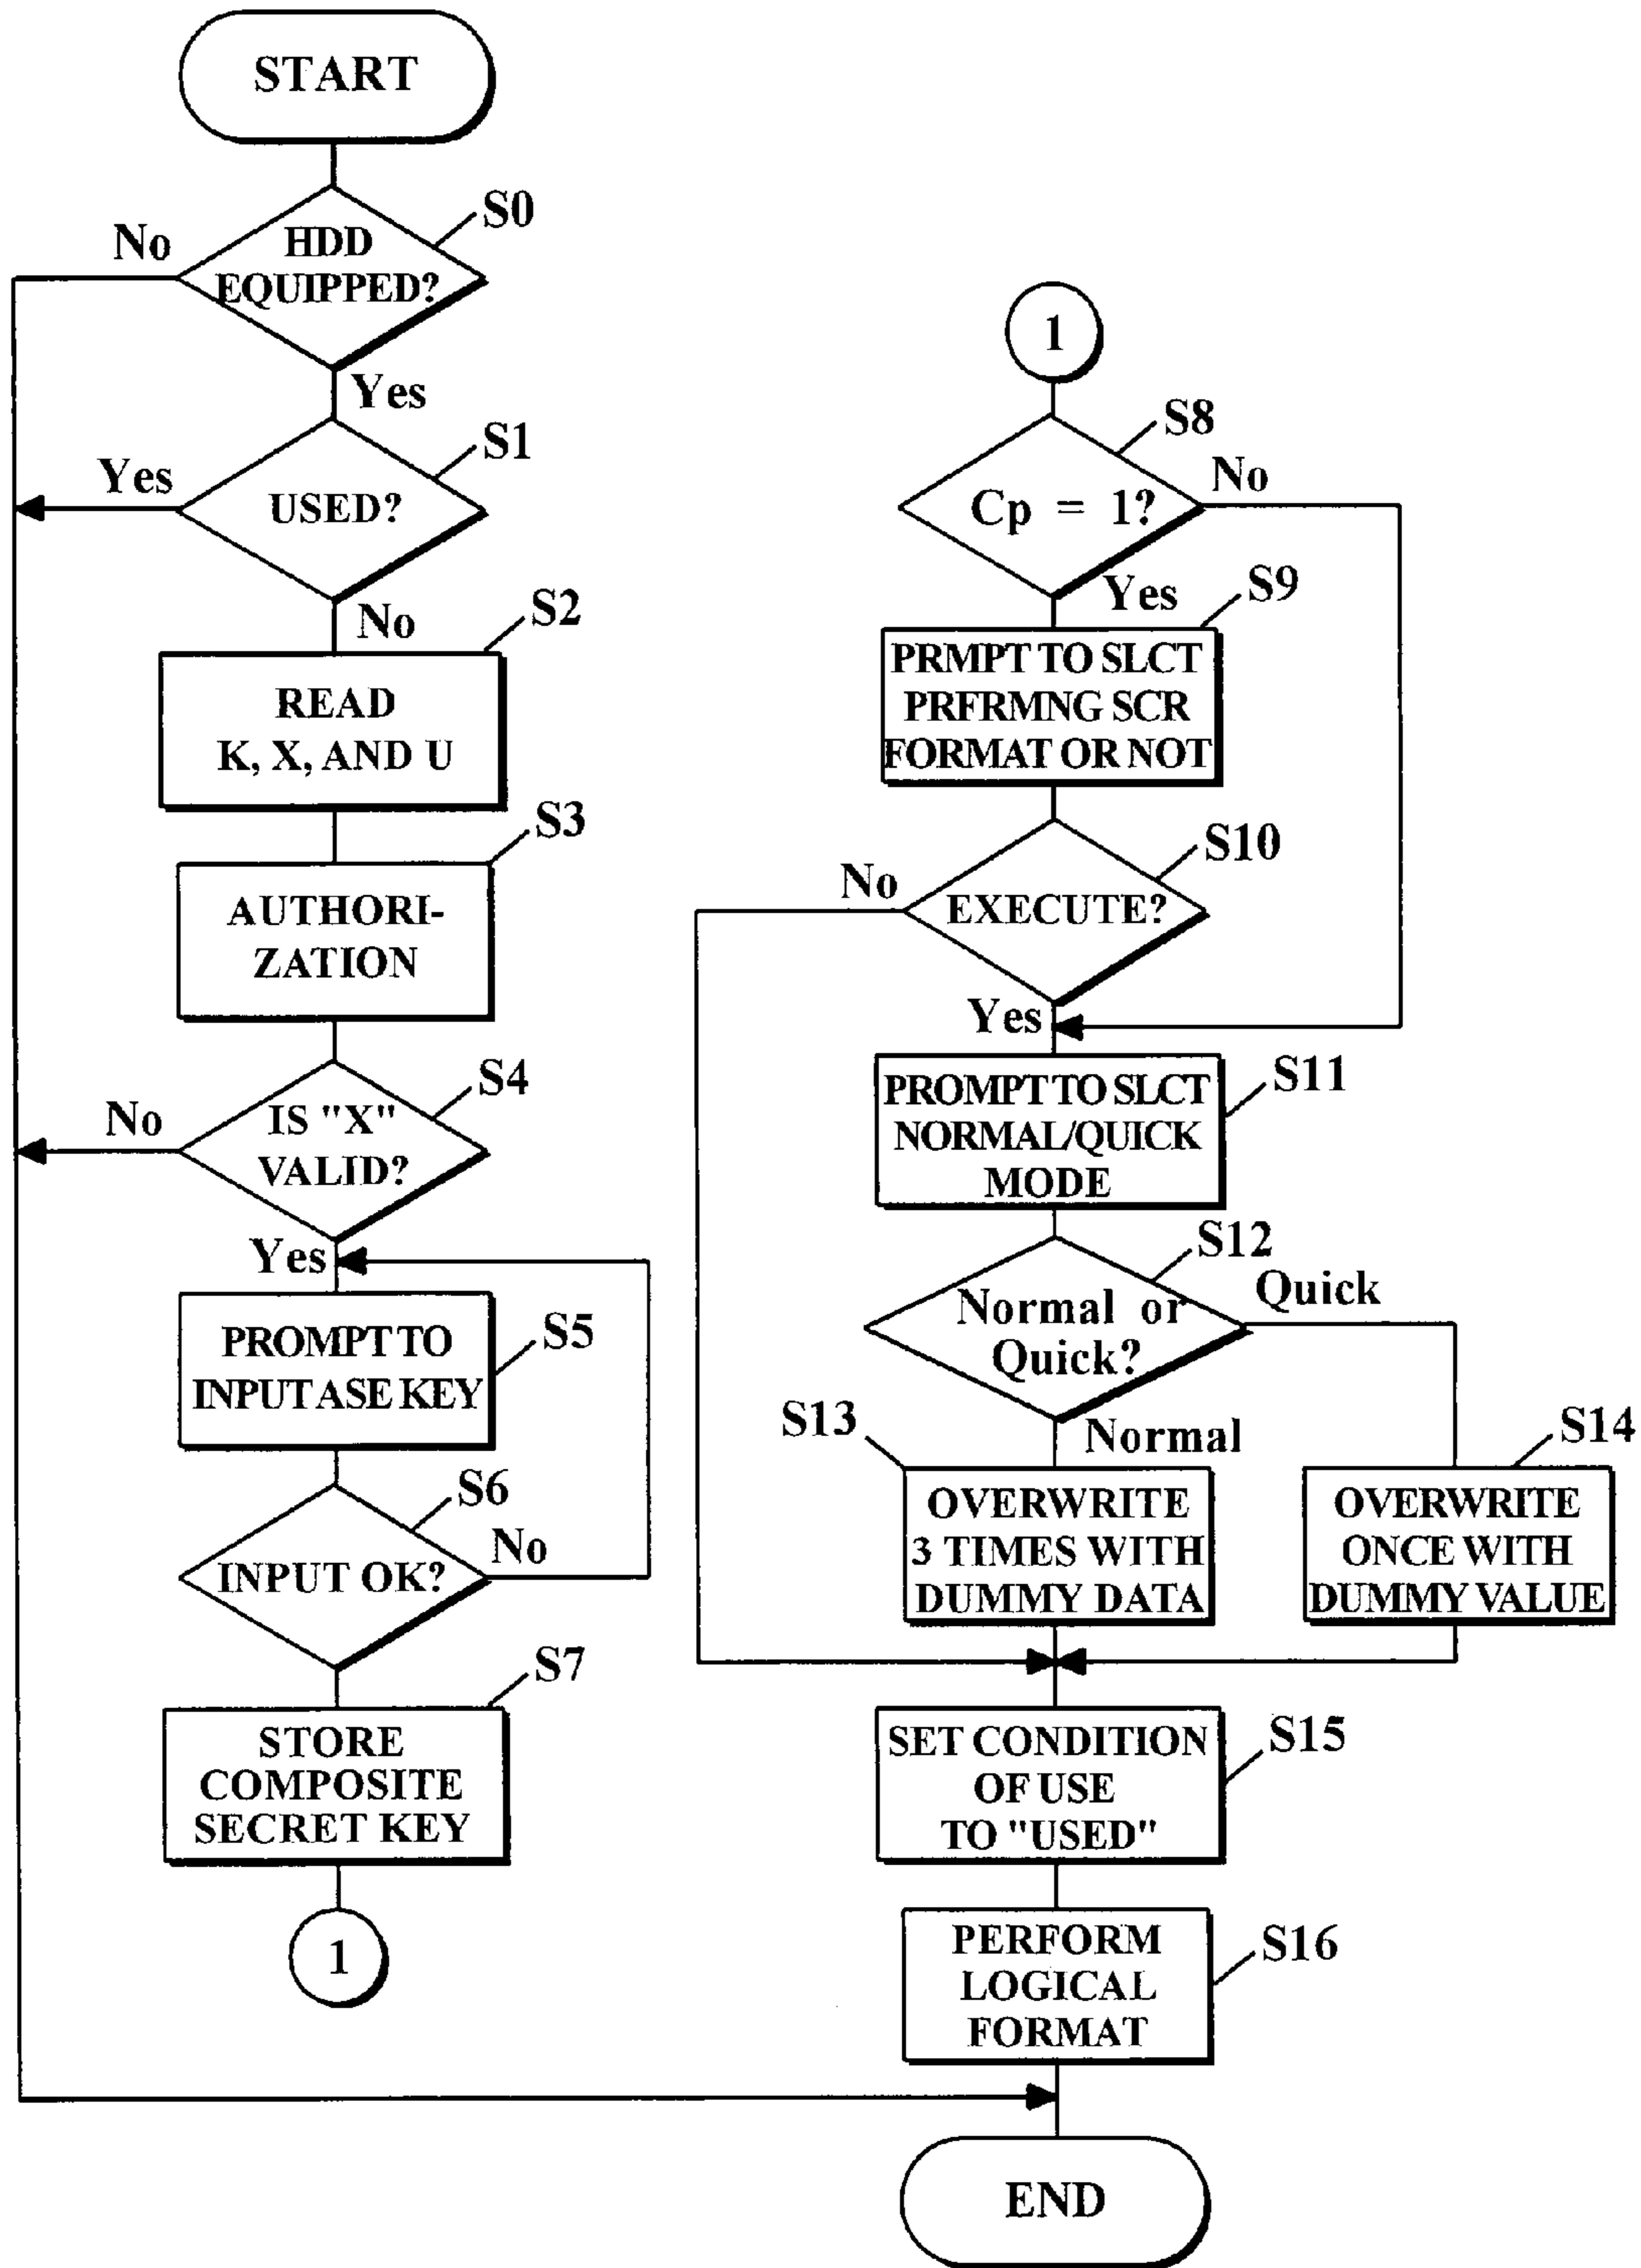 START
S0
No
HDD
EQUIPPED?
Yes
S1
Yes
USED?
No
S2
READ
K, X, AND U
S3
AUTHORI-
ZATION
S4
No
IS "X"
VALID?
Yes
S5
PROMPT TO
INPUT ASE KEY
S6
No
INPUT OK?
S7
STORE
COMPOSITE
SECRET KEY
1
1
S8
No
Cp = 1?
Yes
S9
PRMPT TO SLCT
PRFRMNG SCR
FORMAT OR NOT
S10
No
EXECUTE?
Yes
S11
PROMPT TO SLCT
NORMAL/QUICK
MODE
S12
Quick
Normal or
Quick?
S13
Normal
S14
OVERWRITE
3 TIMES WITH
DUMMY DATA
OVERWRITE
ONCE WITH
DUMMY VALUE
SET CONDITION
OF USE
TO "USED"
S15
PERFORM
LOGICAL
FORMAT
S16
END